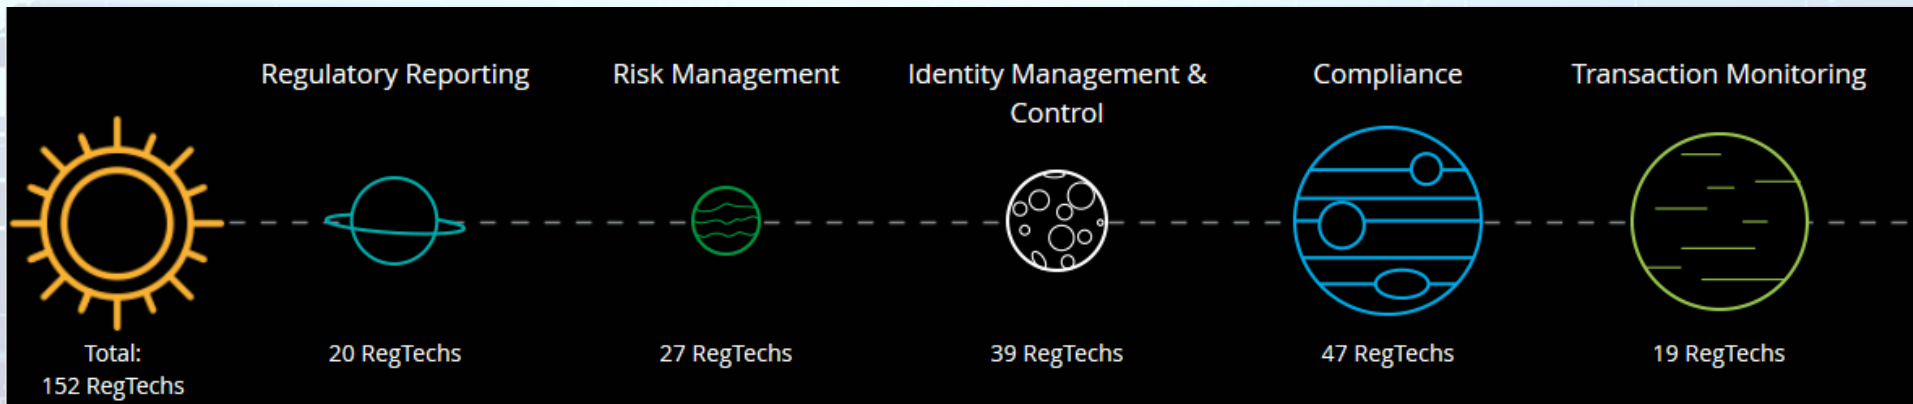 Regulatory Reporting
Risk Management
Identity Management &
Control
Compliance
Transaction Monitoring
Total:
152 RegTechs
20 RegTechs
27 RegTechs
39 RegTechs
47 RegTechs
19 RegTechs